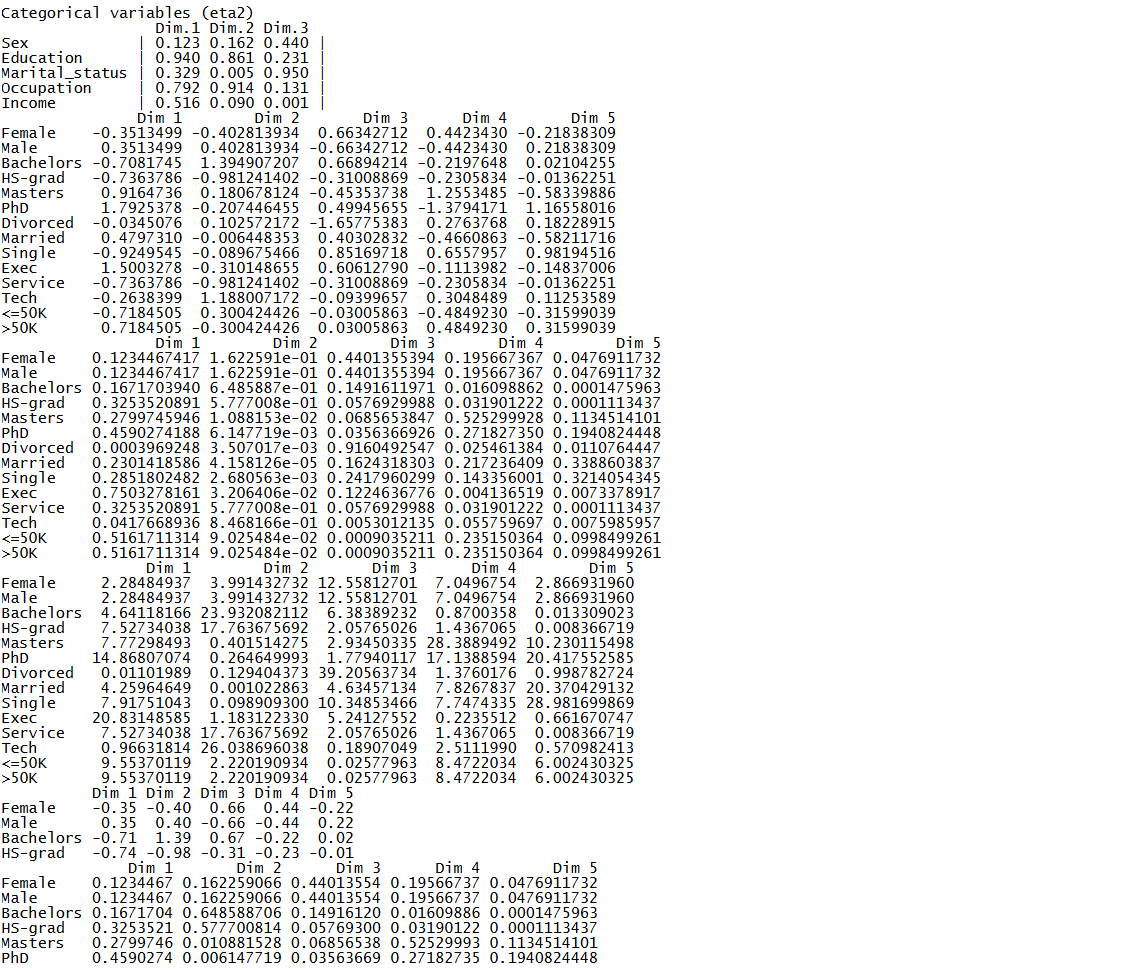 Categorical variables (eta2)
                  Dim.1 Dim.2 Dim.3
Sex            | 0.123 0.162 0.440 |
Education      | 0.940 0.861 0.231 |
Marital_status | 0.329 0.005 0.950 |
Occupation     | 0.792 0.914 0.131 |
Income         | 0.516 0.090 0.001 |
               Dim 1        Dim 2       Dim 3      Dim 4       Dim 5
Female    -0.3513499 -0.402813934  0.66342712  0.4423430 -0.21838309
Male       0.3513499  0.402813934 -0.66342712 -0.4423430  0.21838309
Bachelors -0.7081745  1.394907207  0.66894214 -0.2197648  0.02104255
HS-grad   -0.7363786 -0.981241402 -0.31008869 -0.2305834 -0.01362251
Masters    0.9164736  0.180678124 -0.45353738  1.2553485 -0.58339886
PhD        1.7925378 -0.207446455  0.49945655 -1.3794171  1.16558016
Divorced  -0.0345076  0.102572172 -1.65775383  0.2763768  0.18228915
Married    0.4797310 -0.006448353  0.40302832 -0.4660863 -0.58211716
Single    -0.9249545 -0.089675466  0.85169718  0.6557957  0.98194516
Exec       1.5003278 -0.310148655  0.60612790 -0.1113982 -0.14837006
Service   -0.7363786 -0.981241402 -0.31008869 -0.2305834 -0.01362251
Tech      -0.2638399  1.188007172 -0.09399657  0.3048489  0.11253589
<=50K     -0.7184505  0.300424426 -0.03005863 -0.4849230 -0.31599039
>50K       0.7184505 -0.300424426  0.03005863  0.4849230  0.31599039
                 Dim 1        Dim 2        Dim 3       Dim 4        Dim 5
Female    0.1234467417 1.622591e-01 0.4401355394 0.195667367 0.0476911732
Male      0.1234467417 1.622591e-01 0.4401355394 0.195667367 0.0476911732
Bachelors 0.1671703940 6.485887e-01 0.1491611971 0.016098862 0.0001475963
HS-grad   0.3253520891 5.777008e-01 0.0576929988 0.031901222 0.0001113437
Masters   0.2799745946 1.088153e-02 0.0685653847 0.525299928 0.1134514101
PhD       0.4590274188 6.147719e-03 0.0356366926 0.271827350 0.1940824448
Divorced  0.0003969248 3.507017e-03 0.9160492547 0.025461384 0.0110764447
Married   0.2301418586 4.158126e-05 0.1624318303 0.217236409 0.3388603837
Single    0.2851802482 2.680563e-03 0.2417960299 0.143356001 0.3214054345
Exec      0.7503278161 3.206406e-02 0.1224636776 0.004136519 0.0073378917
Service   0.3253520891 5.777008e-01 0.0576929988 0.031901222 0.0001113437
Tech      0.0417668936 8.468166e-01 0.0053012135 0.055759697 0.0075985957
<=50K     0.5161711314 9.025484e-02 0.0009035211 0.235150364 0.0998499261
>50K      0.5161711314 9.025484e-02 0.0009035211 0.235150364 0.0998499261
                Dim 1        Dim 2       Dim 3      Dim 4        Dim 5
Female     2.28484937  3.991432732 12.55812701  7.0496754  2.866931960
Male       2.28484937  3.991432732 12.55812701  7.0496754  2.866931960
Bachelors  4.64118166 23.932082112  6.38389232  0.8700358  0.013309023
HS-grad    7.52734038 17.763675692  2.05765026  1.4367065  0.008366719
Masters    7.77298493  0.401514275  2.93450335 28.3889492 10.230115498
PhD       14.86807074  0.264649993  1.77940117 17.1388594 20.417552585
Divorced   0.01101989  0.129404373 39.20563734  1.3760176  0.998782724
Married    4.25964649  0.001022863  4.63457134  7.8267837 20.370429132
Single     7.91751043  0.098909300 10.34853466  7.7474335 28.981699869
Exec      20.83148585  1.183122330  5.24127552  0.2235512  0.661670747
Service    7.52734038 17.763675692  2.05765026  1.4367065  0.008366719
Tech       0.96631814 26.038696038  0.18907049  2.5111990  0.570982413
<=50K      9.55370119  2.220190934  0.02577963  8.4722034  6.002430325
>50K       9.55370119  2.220190934  0.02577963  8.4722034  6.002430325
          Dim 1 Dim 2 Dim 3 Dim 4 Dim 5
Female    -0.35 -0.40  0.66  0.44 -0.22
Male       0.35  0.40 -0.66 -0.44  0.22
Bachelors -0.71  1.39  0.67 -0.22  0.02
HS-grad   -0.74 -0.98 -0.31 -0.23 -0.01
              Dim 1       Dim 2      Dim 3      Dim 4        Dim 5
Female    0.1234467 0.162259066 0.44013554 0.19566737 0.0476911732
Male      0.1234467 0.162259066 0.44013554 0.19566737 0.0476911732
Bachelors 0.1671704 0.648588706 0.14916120 0.01609886 0.0001475963
HS-grad   0.3253521 0.577700814 0.05769300 0.03190122 0.0001113437
Masters   0.2799746 0.010881528 0.06856538 0.52529993 0.1134514101
PhD       0.4590274 0.006147719 0.03563669 0.27182735 0.1940824448